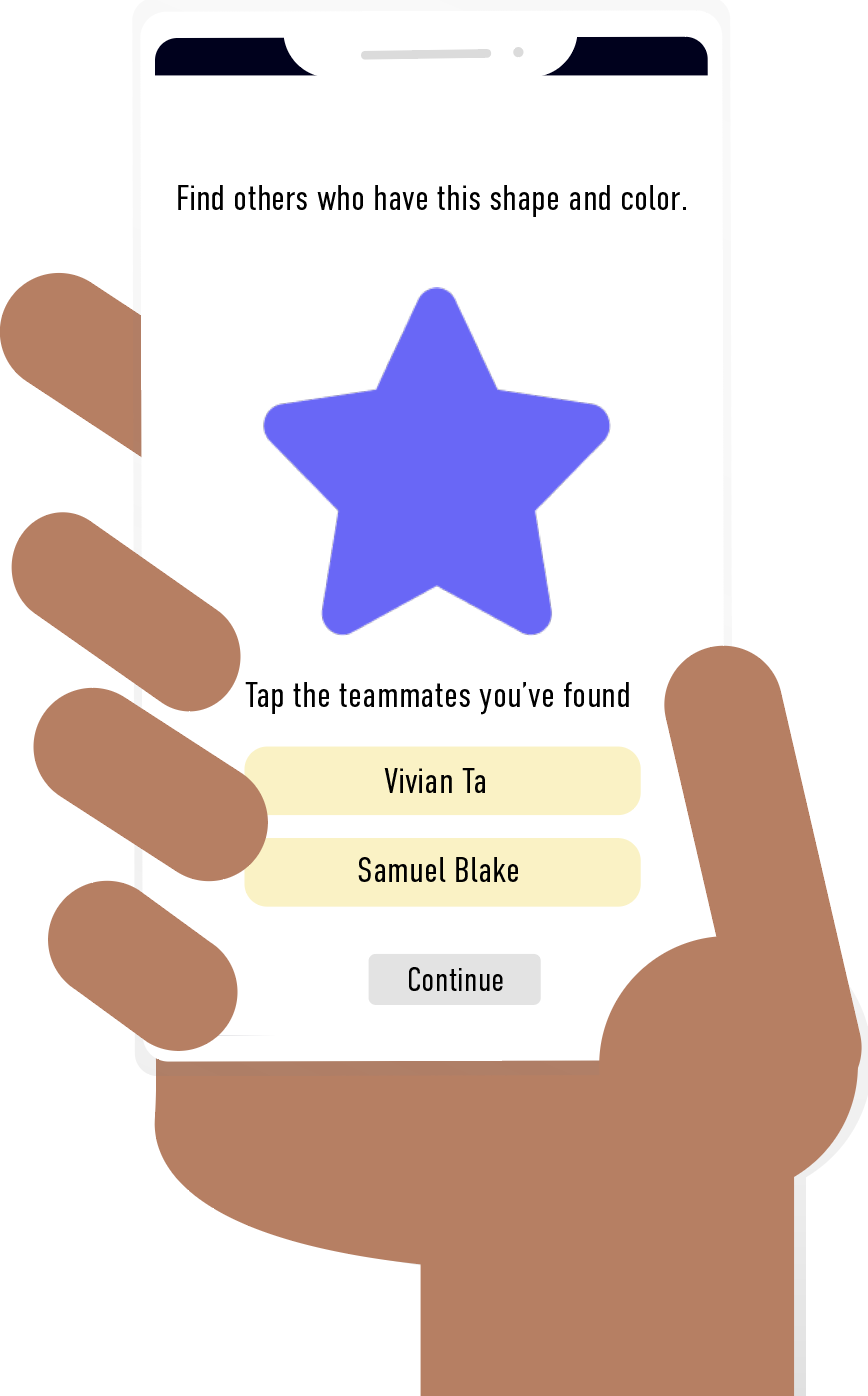 Find others who have this shape and color.
Tap the teammates you’ve found
Vivian Ta
Samuel Blake
Continue